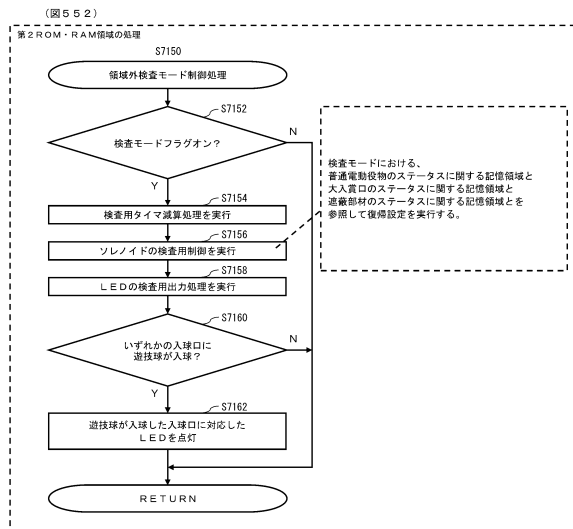 （図５５２）
第２ＲＯＭ・ＲＡＭ領域の処理
S7150
領域外検査モード制御処理
S7152
検査モードフラグオン？
N
Y
S7154
検査用タイマ減算処理を実行
S7156
ソレノイドの検査用制御を実行
S7158
ＬＥＤの検査用出力処理を実行
検査モードにおける、
普通電動役物のステータスに関する記憶領域と
大入賞口のステータスに関する記憶領域と
遮蔽部材のステータスに関する記憶領域とを
参照して復帰設定を実行する。
S7160
いずれかの入球口に
遊技球が入球？
N
Y
S7162
遊技球が入球した入球口に対応した
ＬＥＤを点灯
ＲＥＴＵＲＮ